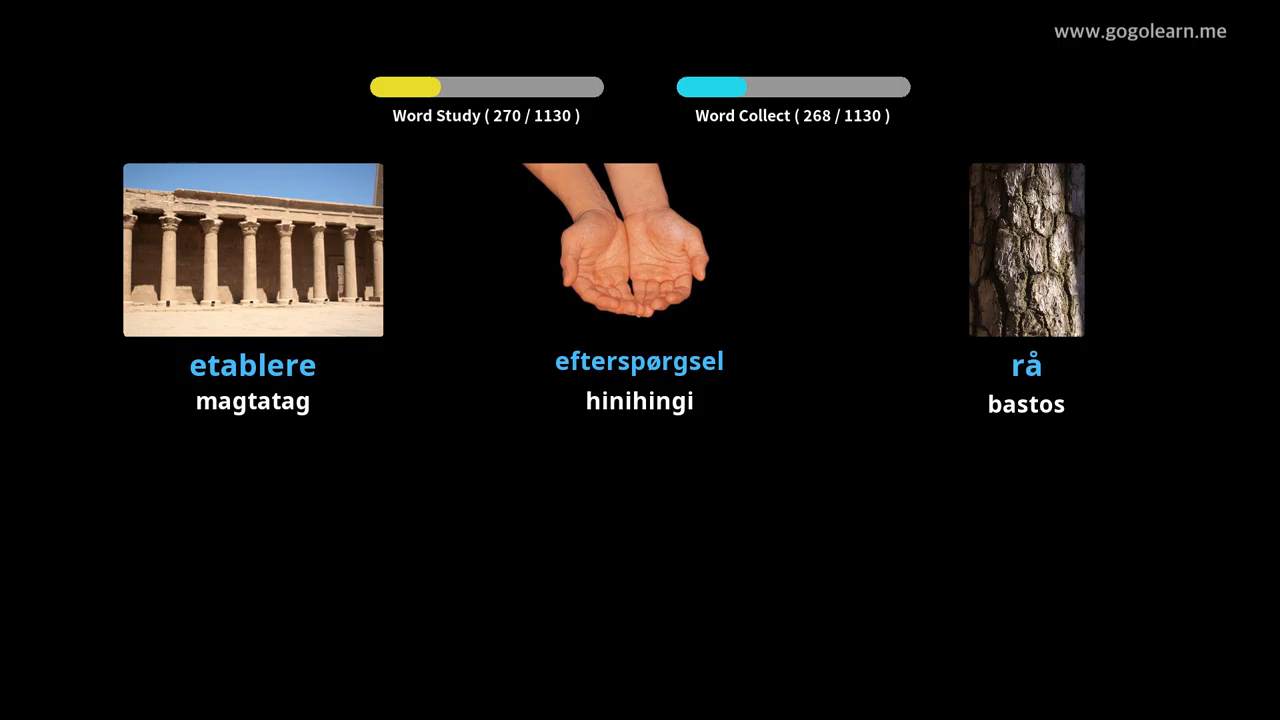 www.gogolearn.me
Word Study ( 270 / 1130 )
Word Collect ( 268 / 1130 )
etablere
magtatag
efterspørgsel
hinihingi
rå
bastos